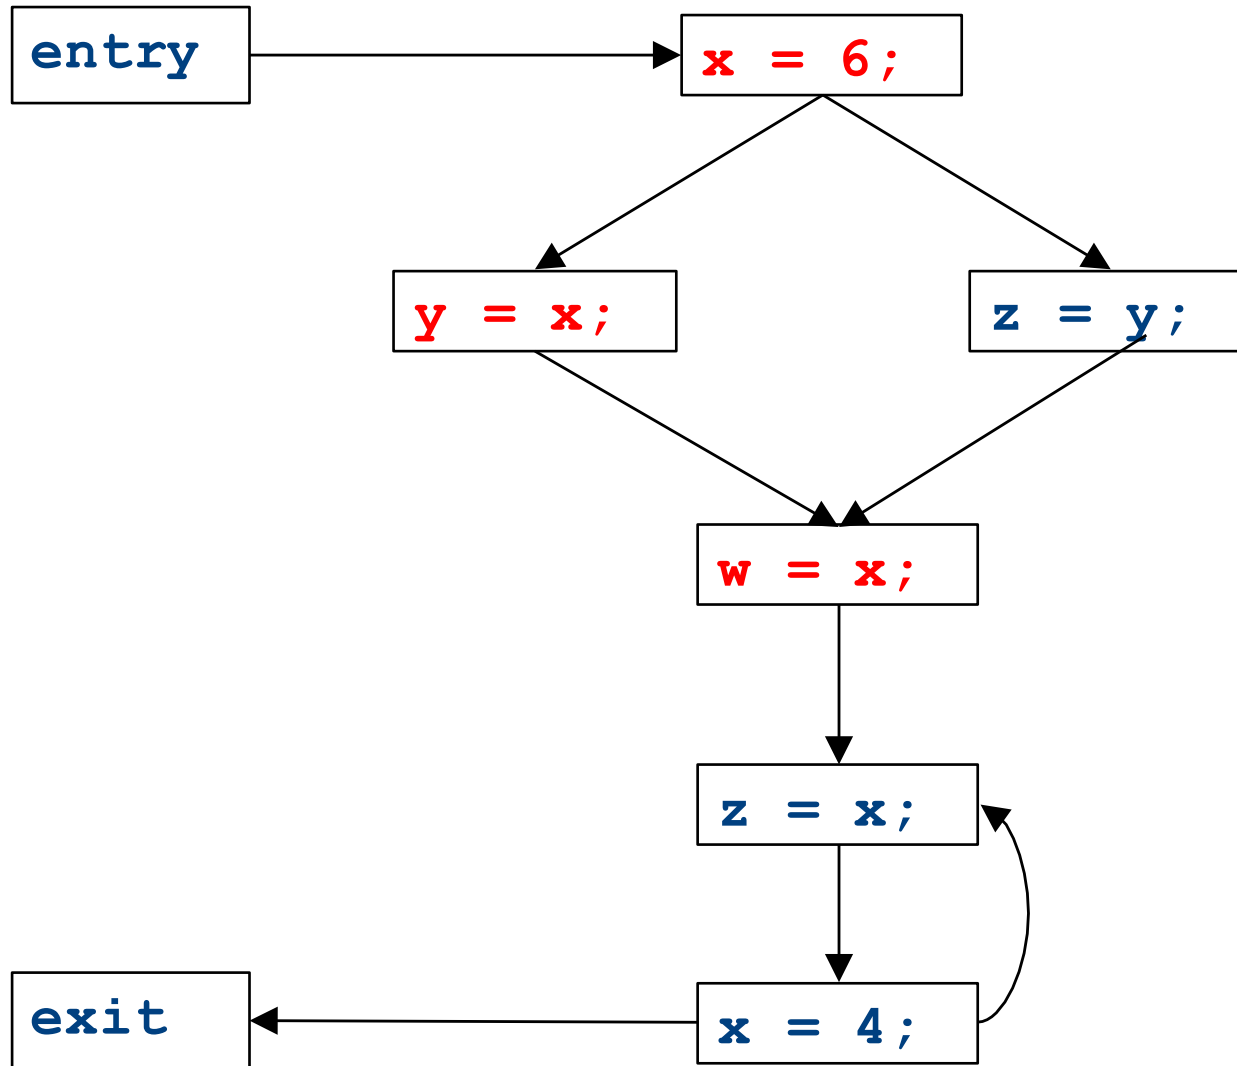 entry
x = 6;
y = x;
z = y;
w = x;
z = x;
x = 4;
exit